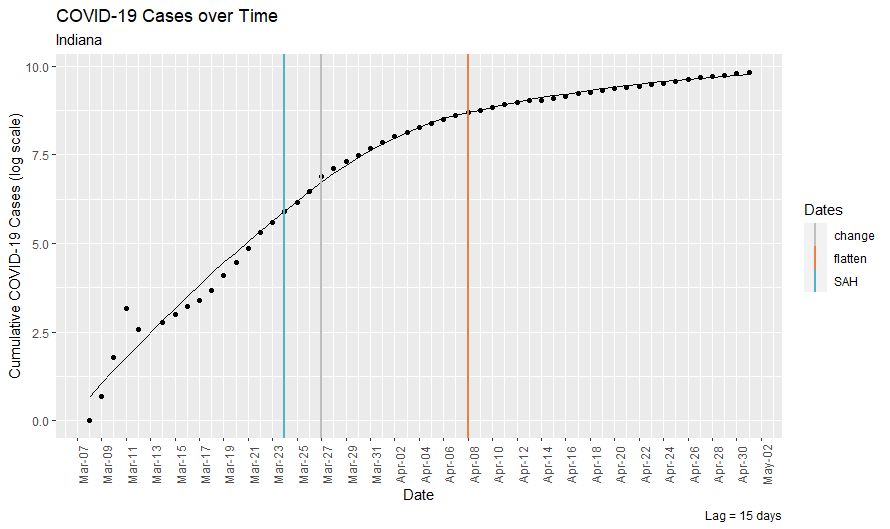 COVID-19 Cases over Time
Indiana
Cumulative COVID-19 Cases (log scale)
10.0
7.5
5.0
2.5
0.0
Mar-07
Mar-09
Mar-11
Mar-13
Mar-15
Mar-17
Mar-19
Mar-21
Mar-23
Mar-25
Mar-27
Mar-29
Mar-31
Apr-02
Apr-04
Apr-06
Apr-08
Apr-10
Apr-12
Apr-14
Apr-16
Apr-18
Apr-20
Apr-22
Apr-24
Apr-26
Apr-28
Apr-30
May-02
Date
Dates
change
flatten
SAH
Lag = 15 days